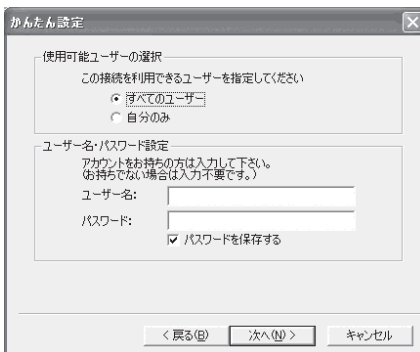 かんたん設定
使用可能ユーザーの選択
この接続を利用できるユーザーを指定してください
すべてのユーザー
自分のみ
ユーザー名・パスワード設定
アカウントをお持ちの方は入力して下さい。
(お持ちでない場合は入力不要です。)
ユーザー名:
パスワード:
パスワードを保存する
< 戻る(B) 次へ(N) > キャンセル